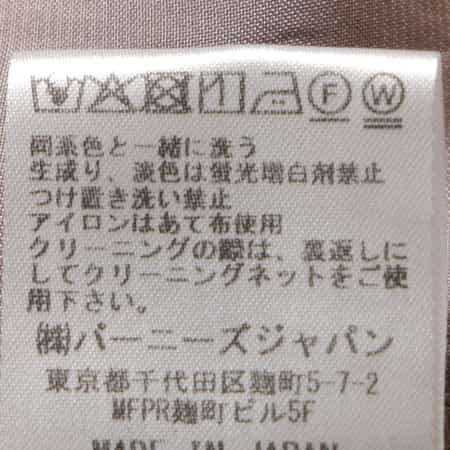 F W
同系色と一緒に洗う
生成り、淡色は蛍光増白剤禁止
つけ置き洗い禁止
アイロンはあて布使用
クリーニングの際は、裏返しに
してクリーニングネットをご使
用下さい。
㈱バーニーズジャパン
東京都千代田区麹町5-7-2
MFPR麹町ビル5F
MADE IN JAPAN